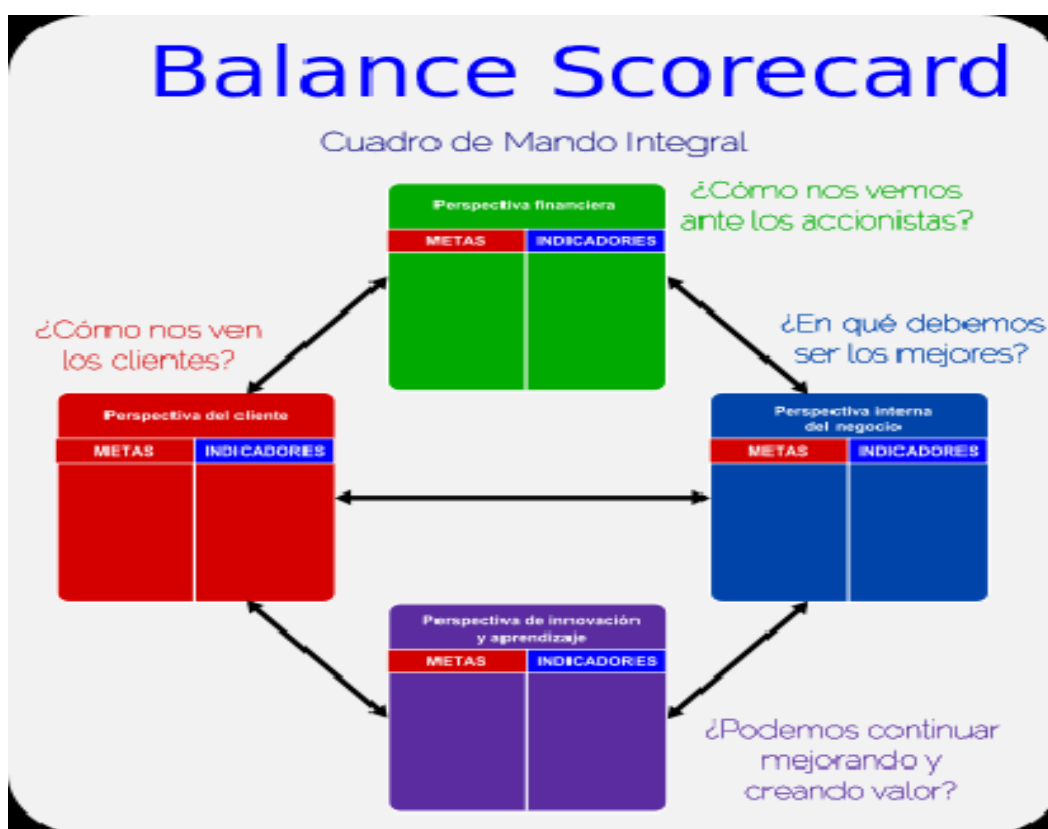 Balance Scorecard
Cuadro de Mando Integral
Perspectiva financiera
METAS INDICADORES
¿Cómo nos vemos
ante los accionistas?
¿Cómo nos ven
los clientes?
¿En qué debemos
ser los mejores?
Perspectiva del cliente
METAS INDICADORES
Perspectiva interna
del negocio
METAS INDICADORES
Perspectiva de innovación
y aprendizaje
METAS INDICADORES
¿Podemos continuar
mejorando y
creando valor?